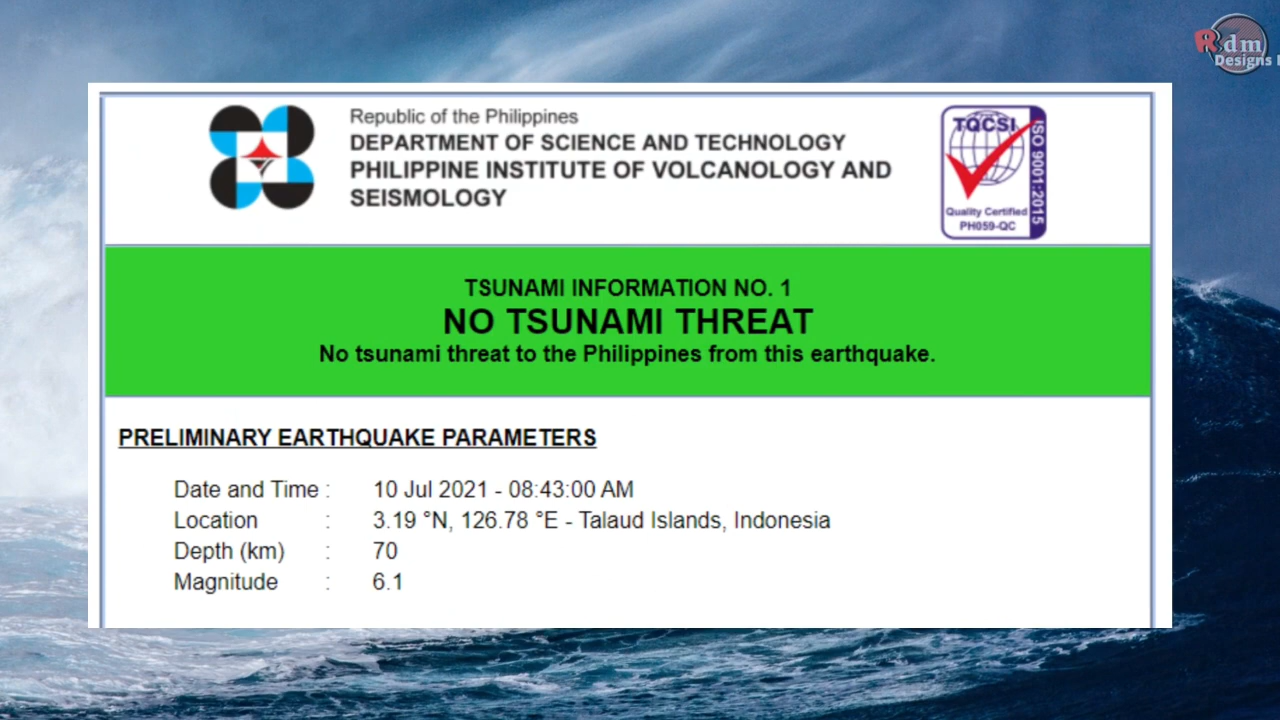 Rdm
Designs
Republic of the Philippines
DEPARTMENT OF SCIENCE AND TECHNOLOGY
PHILIPPINE INSTITUTE OF VOLCANOLOGY AND
SEISMOLOGY
TQCSI
ISO 9001:2015
Quality Certified
PH059-QC
TSUNAMI INFORMATION NO. 1
NO TSUNAMI THREAT
No tsunami threat to the Philippines from this earthquake.
PRELIMINARY EARTHQUAKE PARAMETERS
Date and Time : 10 Jul 2021 - 08:43:00 AM
Location : 3.19 °N, 126.78 °E - Talaud Islands, Indonesia
Depth (km) : 70
Magnitude : 6.1